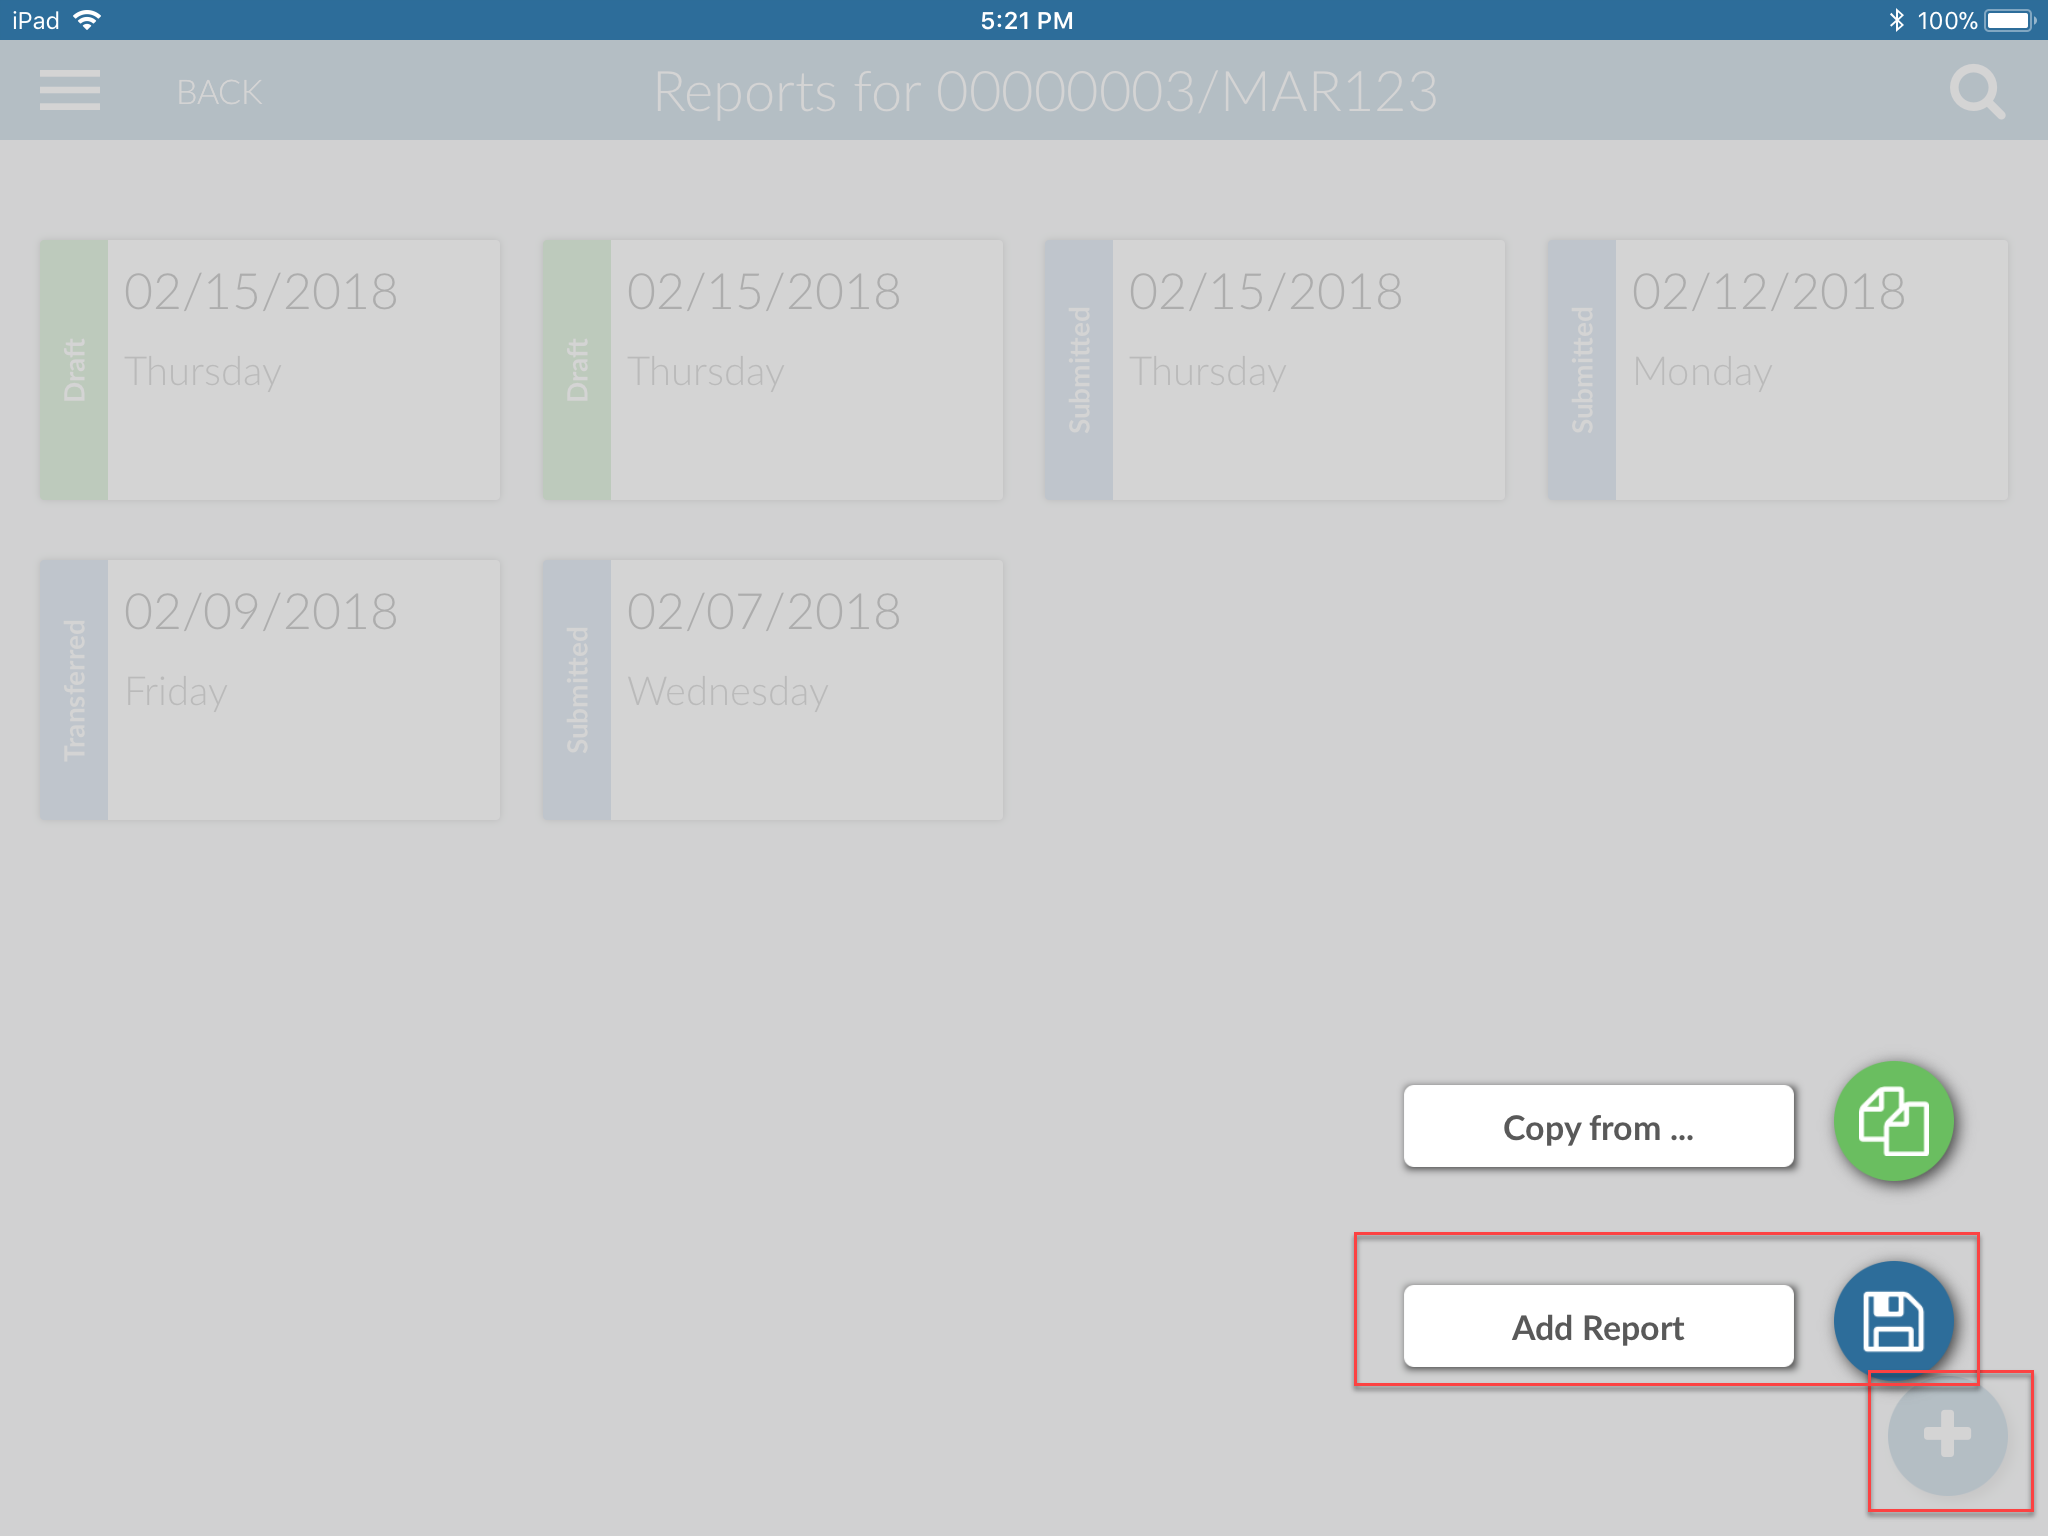 iPad
5:21 PM
100%
BACK
Reports for 00000003/MAR123
Draft
02/15/2018
Thursday
Draft
02/15/2018
Thursday
Submitted
02/15/2018
Thursday
Submitted
02/12/2018
Monday
Transferred
02/09/2018
Friday
Submitted
02/07/2018
Wednesday
Copy from ...
Add Report